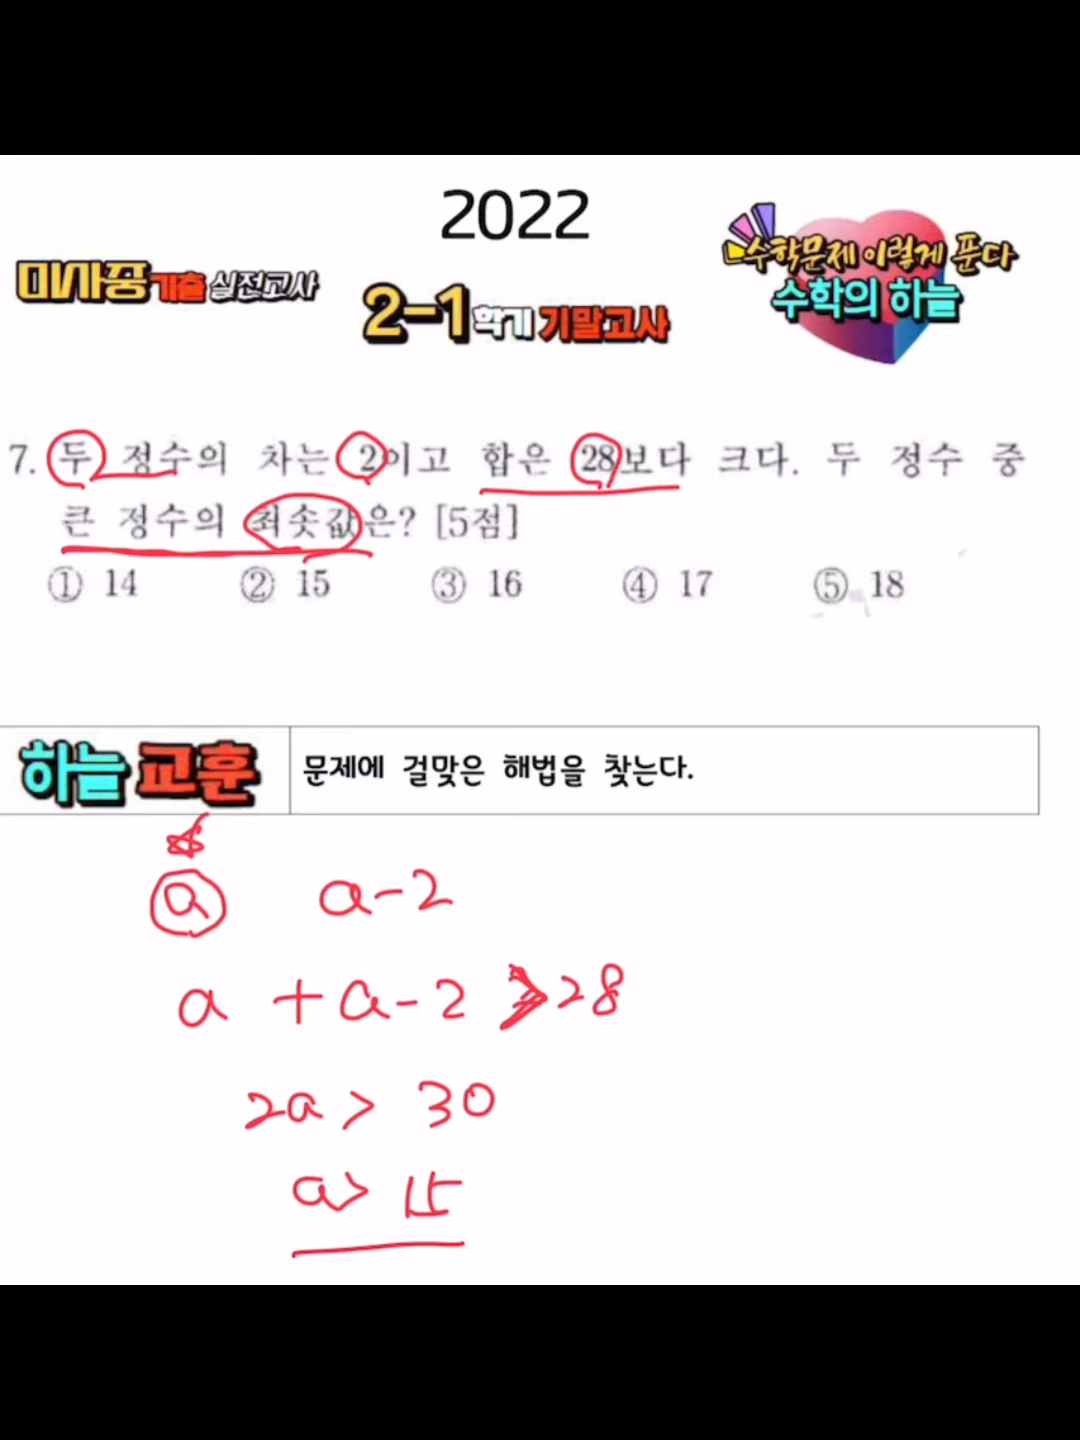 2022
미사중기출 실전고사
2-1학기 기말고사
수학문제 이렇게 푼다
수학의 하늘
7. 두 정수의 차는 2이고 합은 28보다 크다. 두 정수 중
큰 정수의 최솟값은? [5점]
① 14 ② 15 ③ 16 ④ 17 ⑤ 18
하늘 교훈 문제에 걸맞은 해법을 찾는다.
a a-2
a + a-2 > 28
2a > 30
a > 15